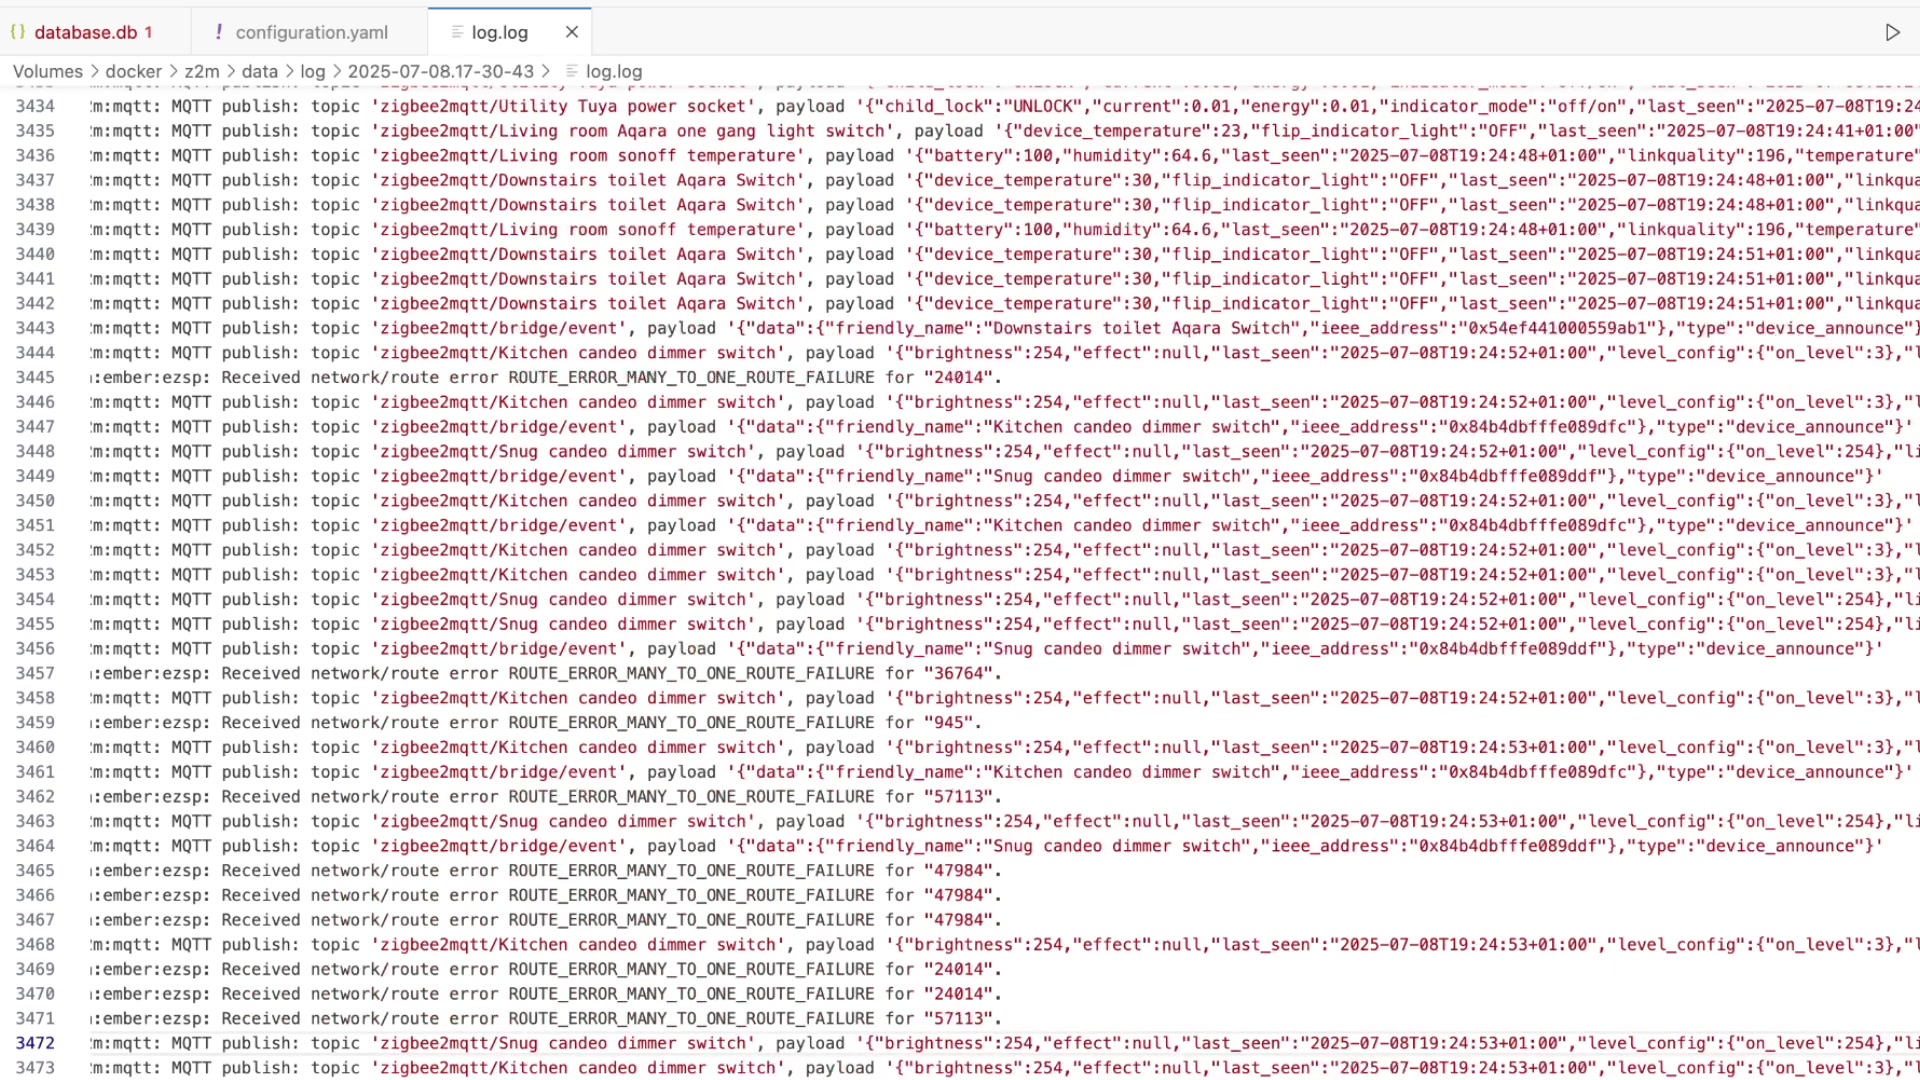 {} database.db 1 ! configuration.yaml log.log
Volumes > docker > z2m > data > log > 2025-07-08.17-30-43 > log.log
3434 m:mqtt: MQTT publish: topic 'zigbee2mqtt/Utility Tuya power socket', payload '{"child_lock":"UNLOCK","current":0.01,"energy":0.01,"indicator_mode":"off/on","last_seen":"2025-07-08T19:24
3435 m:mqtt: MQTT publish: topic 'zigbee2mqtt/Living room Aqara one gang light switch', payload '{"device_temperature":23,"flip_indicator_light":"OFF","last_seen":"2025-07-08T19:24:41+01:00"
3436 m:mqtt: MQTT publish: topic 'zigbee2mqtt/Living room sonoff temperature', payload '{"battery":100,"humidity":64.6,"last_seen":"2025-07-08T19:24:48+01:00","linkquality":196,"temperature"
3437 m:mqtt: MQTT publish: topic 'zigbee2mqtt/Downstairs toilet Aqara Switch', payload '{"device_temperature":30,"flip_indicator_light":"OFF","last_seen":"2025-07-08T19:24:48+01:00","linkqua
3438 m:mqtt: MQTT publish: topic 'zigbee2mqtt/Downstairs toilet Aqara Switch', payload '{"device_temperature":30,"flip_indicator_light":"OFF","last_seen":"2025-07-08T19:24:48+01:00","linkqua
3439 m:mqtt: MQTT publish: topic 'zigbee2mqtt/Living room sonoff temperature', payload '{"battery":100,"humidity":64.6,"last_seen":"2025-07-08T19:24:48+01:00","linkquality":196,"temperature"
3440 m:mqtt: MQTT publish: topic 'zigbee2mqtt/Downstairs toilet Aqara Switch', payload '{"device_temperature":30,"flip_indicator_light":"OFF","last_seen":"2025-07-08T19:24:51+01:00","linkqua
3441 m:mqtt: MQTT publish: topic 'zigbee2mqtt/Downstairs toilet Aqara Switch', payload '{"device_temperature":30,"flip_indicator_light":"OFF","last_seen":"2025-07-08T19:24:51+01:00","linkqua
3442 m:mqtt: MQTT publish: topic 'zigbee2mqtt/Downstairs toilet Aqara Switch', payload '{"device_temperature":30,"flip_indicator_light":"OFF","last_seen":"2025-07-08T19:24:51+01:00","linkqua
3443 m:mqtt: MQTT publish: topic 'zigbee2mqtt/bridge/event', payload '{"data":{"friendly_name":"Downstairs toilet Aqara Switch","ieee_address":"0x54ef441000559ab1"},"type":"device_announce"}
3444 m:mqtt: MQTT publish: topic 'zigbee2mqtt/Kitchen candeo dimmer switch', payload '{"brightness":254,"effect":null,"last_seen":"2025-07-08T19:24:52+01:00","level_config":{"on_level":3},"l
3445 :ember:ezsp: Received network/route error ROUTE_ERROR_MANY_TO_ONE_ROUTE_FAILURE for "24014".
3446 m:mqtt: MQTT publish: topic 'zigbee2mqtt/Kitchen candeo dimmer switch', payload '{"brightness":254,"effect":null,"last_seen":"2025-07-08T19:24:52+01:00","level_config":{"on_level":3},"l
3447 m:mqtt: MQTT publish: topic 'zigbee2mqtt/bridge/event', payload '{"data":{"friendly_name":"Kitchen candeo dimmer switch","ieee_address":"0x84b4dbfffe089dfc"},"type":"device_announce"}'
3448 m:mqtt: MQTT publish: topic 'zigbee2mqtt/Snug candeo dimmer switch', payload '{"brightness":254,"effect":null,"last_seen":"2025-07-08T19:24:52+01:00","level_config":{"on_level":254},"li
3449 m:mqtt: MQTT publish: topic 'zigbee2mqtt/bridge/event', payload '{"data":{"friendly_name":"Snug candeo dimmer switch","ieee_address":"0x84b4dbfffe089ddf"},"type":"device_announce"}'
3450 m:mqtt: MQTT publish: topic 'zigbee2mqtt/Kitchen candeo dimmer switch', payload '{"brightness":254,"effect":null,"last_seen":"2025-07-08T19:24:52+01:00","level_config":{"on_level":3},"l
3451 m:mqtt: MQTT publish: topic 'zigbee2mqtt/bridge/event', payload '{"data":{"friendly_name":"Kitchen candeo dimmer switch","ieee_address":"0x84b4dbfffe089dfc"},"type":"device_announce"}'
3452 m:mqtt: MQTT publish: topic 'zigbee2mqtt/Kitchen candeo dimmer switch', payload '{"brightness":254,"effect":null,"last_seen":"2025-07-08T19:24:52+01:00","level_config":{"on_level":3},"l
3453 m:mqtt: MQTT publish: topic 'zigbee2mqtt/Kitchen candeo dimmer switch', payload '{"brightness":254,"effect":null,"last_seen":"2025-07-08T19:24:52+01:00","level_config":{"on_level":3},"l
3454 m:mqtt: MQTT publish: topic 'zigbee2mqtt/Snug candeo dimmer switch', payload '{"brightness":254,"effect":null,"last_seen":"2025-07-08T19:24:52+01:00","level_config":{"on_level":254},"li
3455 m:mqtt: MQTT publish: topic 'zigbee2mqtt/Snug candeo dimmer switch', payload '{"brightness":254,"effect":null,"last_seen":"2025-07-08T19:24:52+01:00","level_config":{"on_level":254},"li
3456 m:mqtt: MQTT publish: topic 'zigbee2mqtt/bridge/event', payload '{"data":{"friendly_name":"Snug candeo dimmer switch","ieee_address":"0x84b4dbfffe089ddf"},"type":"device_announce"}'
3457 :ember:ezsp: Received network/route error ROUTE_ERROR_MANY_TO_ONE_ROUTE_FAILURE for "36764".
3458 m:mqtt: MQTT publish: topic 'zigbee2mqtt/Kitchen candeo dimmer switch', payload '{"brightness":254,"effect":null,"last_seen":"2025-07-08T19:24:52+01:00","level_config":{"on_level":3},"l
3459 :ember:ezsp: Received network/route error ROUTE_ERROR_MANY_TO_ONE_ROUTE_FAILURE for "945".
3460 m:mqtt: MQTT publish: topic 'zigbee2mqtt/Kitchen candeo dimmer switch', payload '{"brightness":254,"effect":null,"last_seen":"2025-07-08T19:24:53+01:00","level_config":{"on_level":3},"l
3461 m:mqtt: MQTT publish: topic 'zigbee2mqtt/bridge/event', payload '{"data":{"friendly_name":"Kitchen candeo dimmer switch","ieee_address":"0x84b4dbfffe089dfc"},"type":"device_announce"}'
3462 :ember:ezsp: Received network/route error ROUTE_ERROR_MANY_TO_ONE_ROUTE_FAILURE for "57113".
3463 m:mqtt: MQTT publish: topic 'zigbee2mqtt/Snug candeo dimmer switch', payload '{"brightness":254,"effect":null,"last_seen":"2025-07-08T19:24:53+01:00","level_config":{"on_level":254},"li
3464 m:mqtt: MQTT publish: topic 'zigbee2mqtt/bridge/event', payload '{"data":{"friendly_name":"Snug candeo dimmer switch","ieee_address":"0x84b4dbfffe089ddf"},"type":"device_announce"}'
3465 :ember:ezsp: Received network/route error ROUTE_ERROR_MANY_TO_ONE_ROUTE_FAILURE for "47984".
3466 :ember:ezsp: Received network/route error ROUTE_ERROR_MANY_TO_ONE_ROUTE_FAILURE for "47984".
3467 :ember:ezsp: Received network/route error ROUTE_ERROR_MANY_TO_ONE_ROUTE_FAILURE for "47984".
3468 m:mqtt: MQTT publish: topic 'zigbee2mqtt/Kitchen candeo dimmer switch', payload '{"brightness":254,"effect":null,"last_seen":"2025-07-08T19:24:53+01:00","level_config":{"on_level":3},"l
3469 :ember:ezsp: Received network/route error ROUTE_ERROR_MANY_TO_ONE_ROUTE_FAILURE for "24014".
3470 :ember:ezsp: Received network/route error ROUTE_ERROR_MANY_TO_ONE_ROUTE_FAILURE for "24014".
3471 :ember:ezsp: Received network/route error ROUTE_ERROR_MANY_TO_ONE_ROUTE_FAILURE for "57113".
3472 m:mqtt: MQTT publish: topic 'zigbee2mqtt/Snug candeo dimmer switch', payload '{"brightness":254,"effect":null,"last_seen":"2025-07-08T19:24:53+01:00","level_config":{"on_level":254},"li
3473 m:mqtt: MQTT publish: topic 'zigbee2mqtt/Kitchen candeo dimmer switch', payload '{"brightness":254,"effect":null,"last_seen":"2025-07-08T19:24:53+01:00","level_config":{"on_level":3},"l